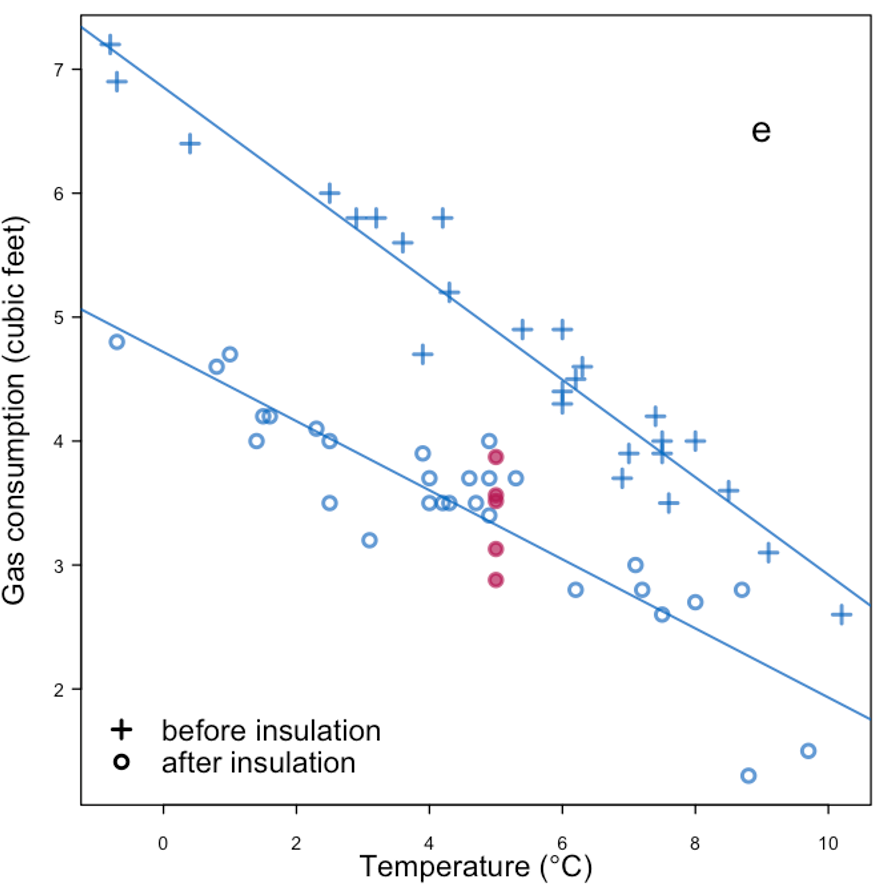 e
7
6
5
4
3
2
Gas consumption (cubic feet)
before insulation
after insulation
0 2 4 6 8 10
Temperature (°C)